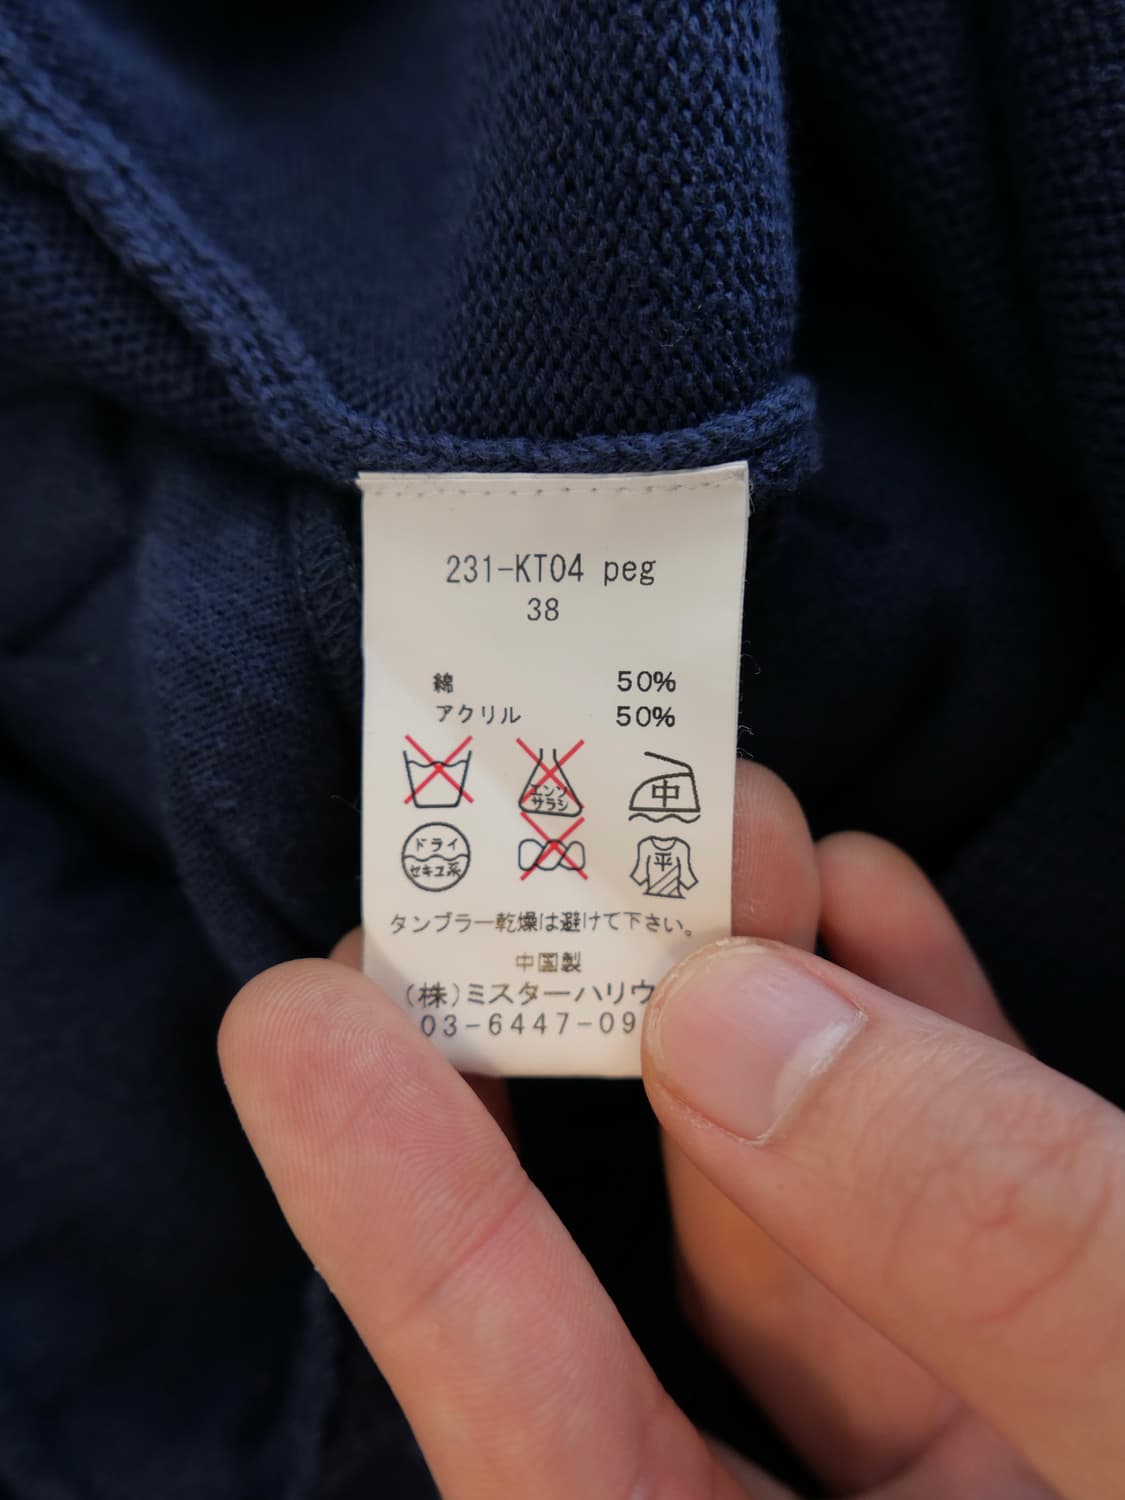 231-KT04 peg
38
綿 50%
アクリル 50%
エンソ
サラシ
中
ドライ
セキユ系
平
タンブラー乾燥は避けて下さい。
中国製
(株)ミスターハリウ
03-6447-09